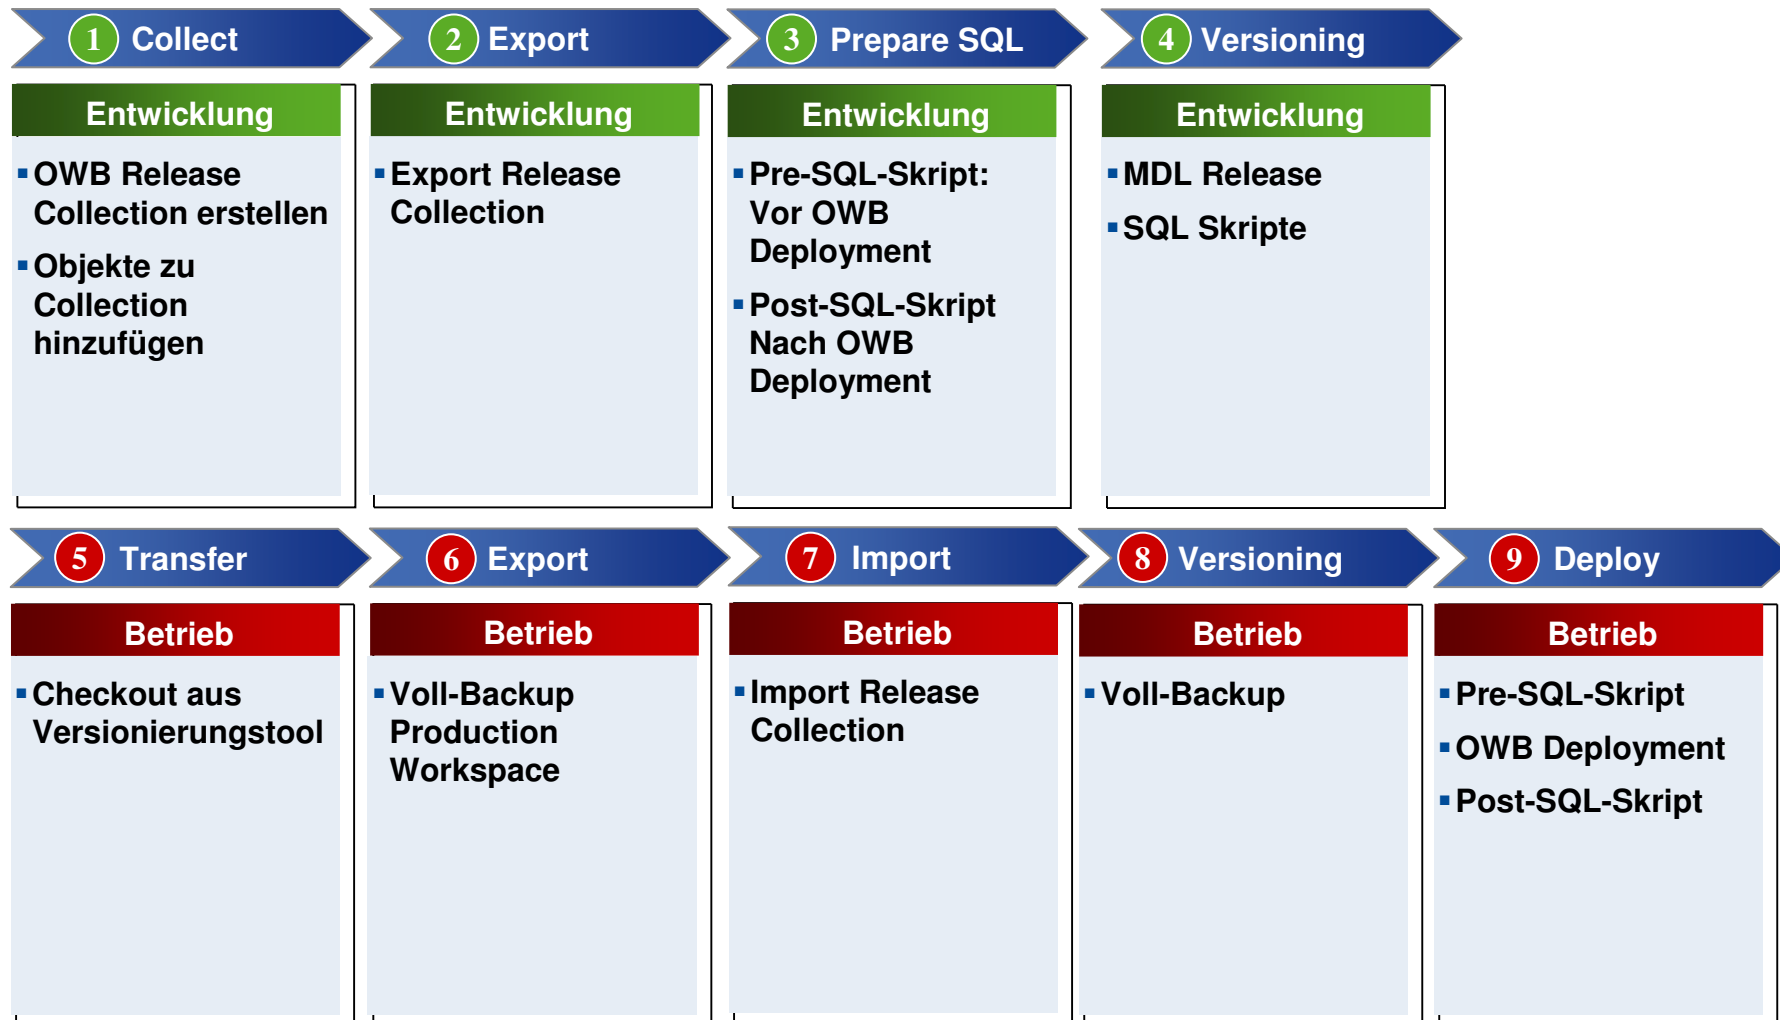 1 Collect
Entwicklung
▪OWB Release
Collection erstellen
▪Objekte zu
Collection
hinzufügen
2 Export
Entwicklung
▪Export Release
Collection
3 Prepare SQL
Entwicklung
▪Pre-SQL-Skript:
Vor OWB
Deployment
▪Post-SQL-Skript
Nach OWB
Deployment
4 Versioning
Entwicklung
▪MDL Release
▪SQL Skripte
5 Transfer
Betrieb
▪Checkout aus
Versionierungstool
6 Export
Betrieb
▪Voll-Backup
Production
Workspace
7 Import
Betrieb
▪Import Release
Collection
8 Versioning
Betrieb
▪Voll-Backup
9 Deploy
Betrieb
▪Pre-SQL-Skript
▪OWB Deployment
▪Post-SQL-Skript